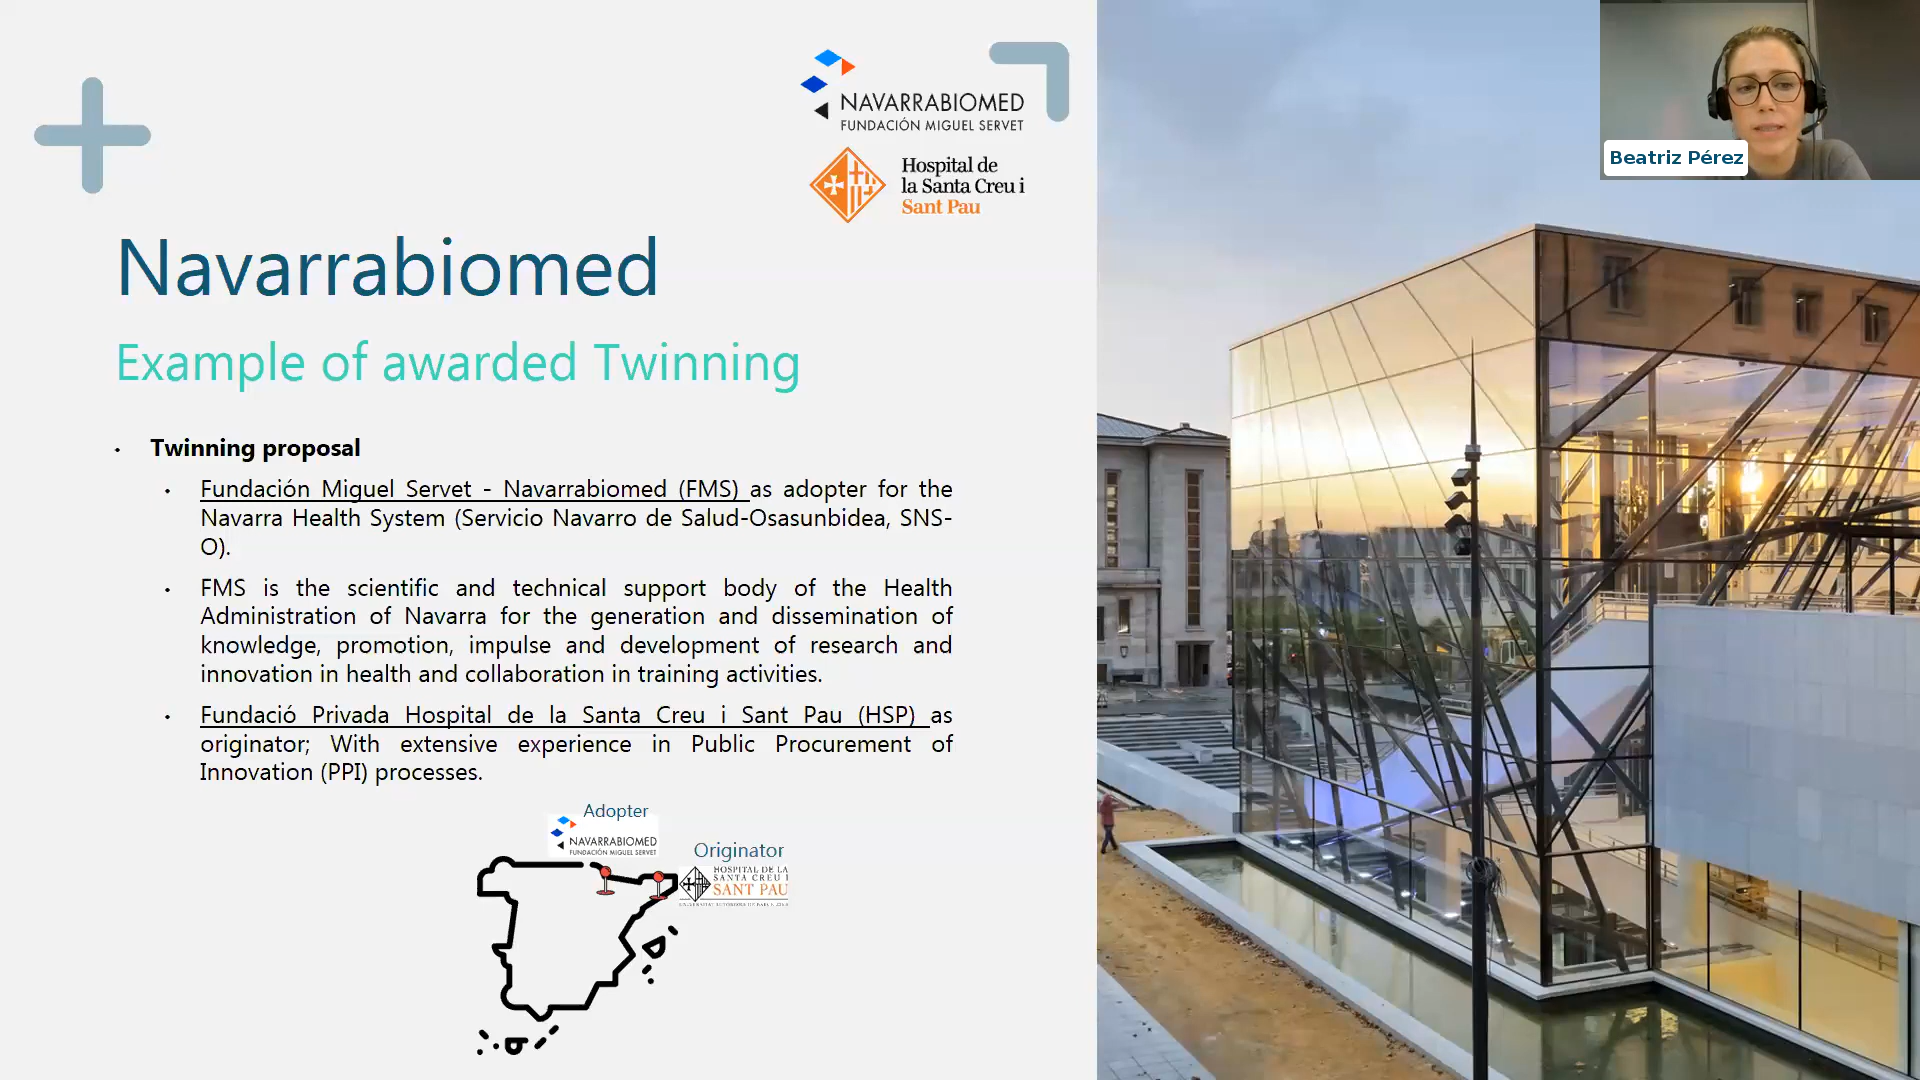 NAVARRABIOMED
FUNDACIÓN MIGUEL SERVET
Hospital de
la Santa Creu i
Sant Pau
Beatriz Pérez
Navarrabiomed
Example of awarded Twinning
• Twinning proposal
• Fundación Miguel Servet - Navarrabiomed (FMS) as adopter for the
Navarra Health System (Servicio Navarro de Salud-Osasunbidea, SNS-
O).
• FMS is the scientific and technical support body of the Health
Administration of Navarra for the generation and dissemination of
knowledge, promotion, impulse and development of research and
innovation in health and collaboration in training activities.
• Fundació Privada Hospital de la Santa Creu i Sant Pau (HSP) as
originator; With extensive experience in Public Procurement of
Innovation (PPI) processes.
Adopter
NAVARRABIOMED
FUNDACIÓN MIGUEL SERVET
Originator
HOSPITAL DE LA
SANTA CREU I
SANT PAU